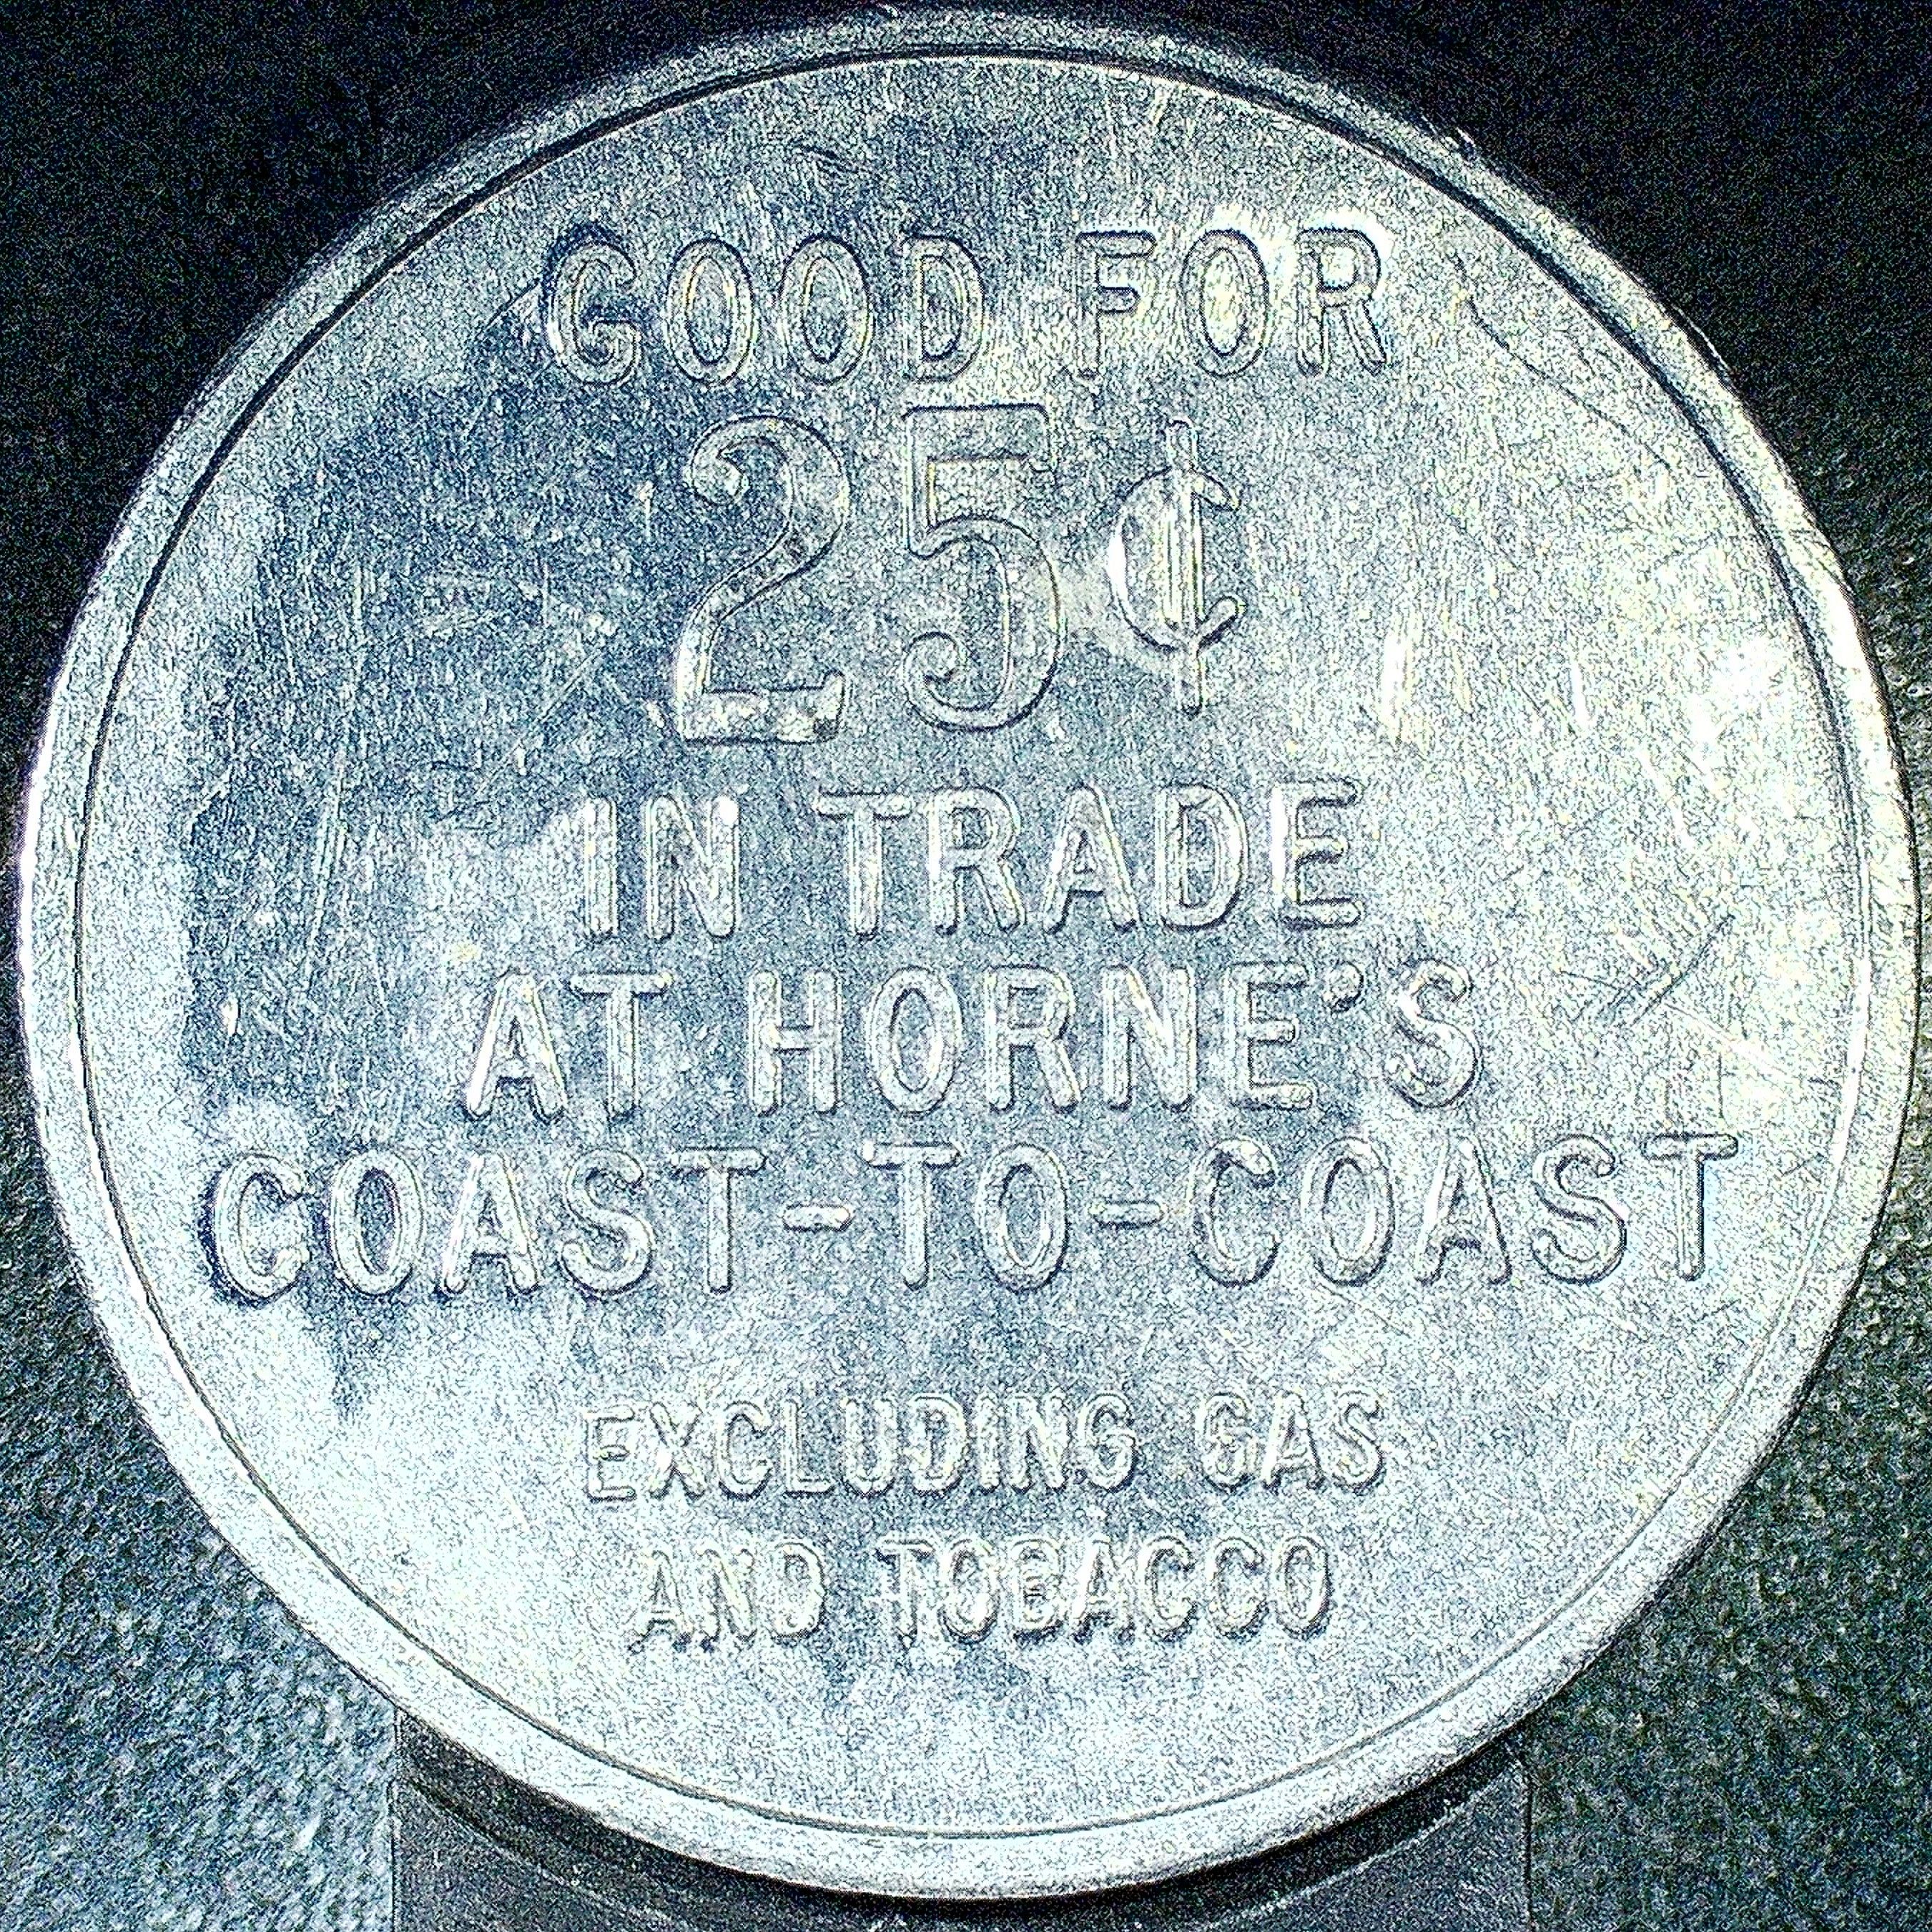 GOOD FOR
25¢
IN TRADE
AT HORNE'S
COAST-TO-COAST
EXCLUDING GAS
AND TOBACCO